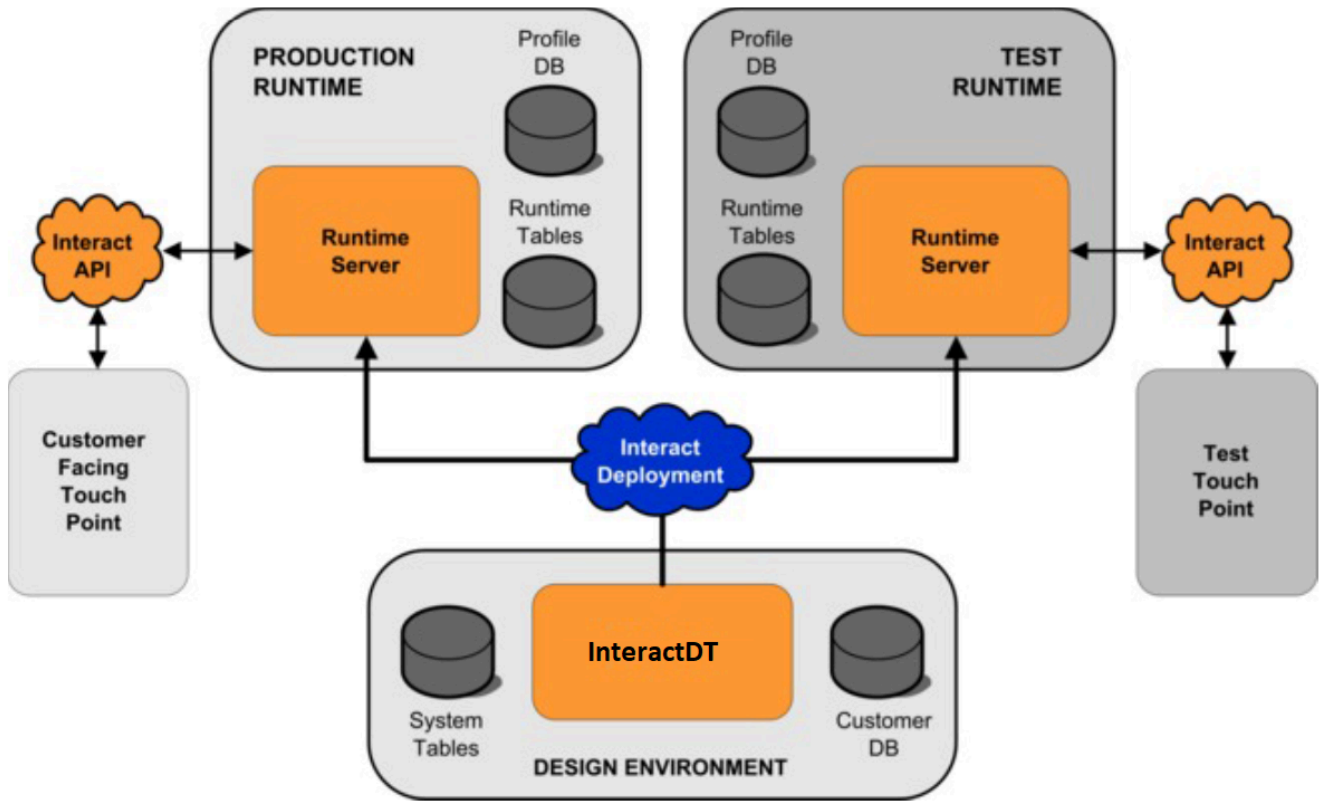 PRODUCTION
RUNTIME
Profile
DB
Runtime
Tables
Runtime
Server
Interact
API
Customer
Facing
Touch
Point
Profile
DB
TEST
RUNTIME
Runtime
Tables
Runtime
Server
Interact
API
Test
Touch
Point
Interact
Deployment
InteractDT
System
Tables
Customer
DB
DESIGN ENVIRONMENT